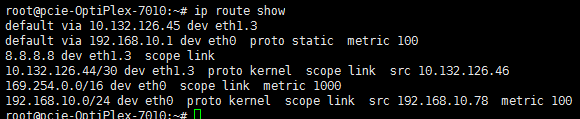 root@pcie-OptiPlex-7010:~# ip route show
default via 10.132.126.45 dev eth1.3
default via 192.168.10.1 dev eth0  proto static  metric 100
8.8.8.8 dev eth1.3  scope link
10.132.126.44/30 dev eth1.3  proto kernel  scope link  src 10.132.126.46
169.254.0.0/16 dev eth0  scope link  metric 1000
192.168.10.0/24 dev eth0  proto kernel  scope link  src 192.168.10.78  metric 100
root@pcie-OptiPlex-7010:~#